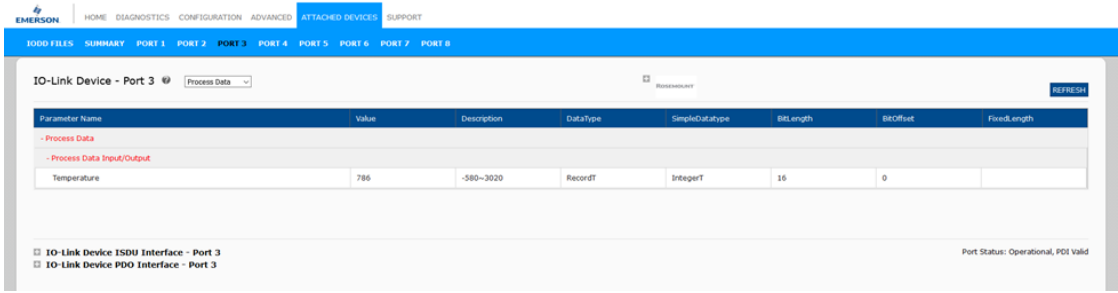 EMERSON
HOME DIAGNOSTICS CONFIGURATION ADVANCED ATTACHED DEVICES SUPPORT
IODD FILES SUMMARY PORT 1 PORT 2 PORT 3 PORT 4 PORT 5 PORT 6 PORT 7 PORT 8
IO-Link Device - Port 3 Process Data
ROSEMOUNT
REFRESH
Parameter Name Value Description DataType SimpleDatatype BitLength BitOffset FixedLength
- Process Data
- Process Data Input/Output
Temperature 786 -580~3020 RecordT IntegerT 16 0
IO-Link Device ISDU Interface - Port 3 Port Status: Operational, PDI Valid
IO-Link Device PDO Interface - Port 3